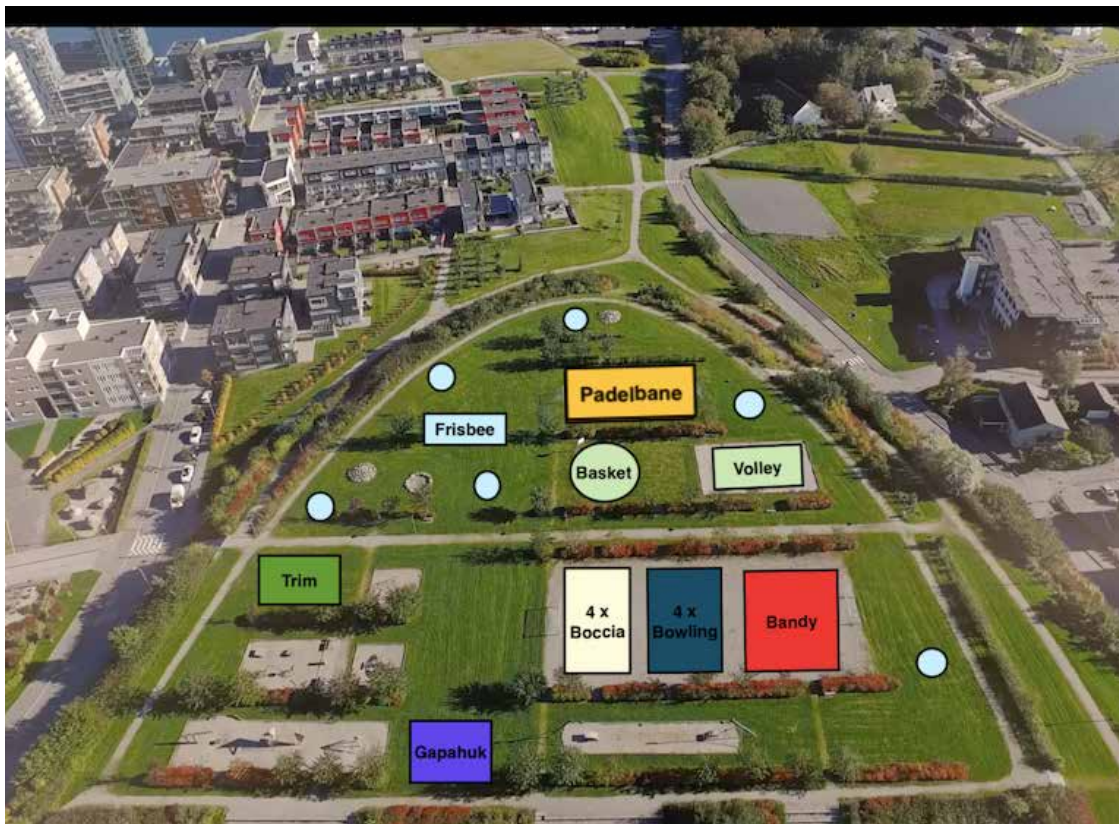 Padelbane
Frisbee
Basket
Volley
Trim
4 x
Boccia
4 x
Bowling
Bandy
Gapahuk